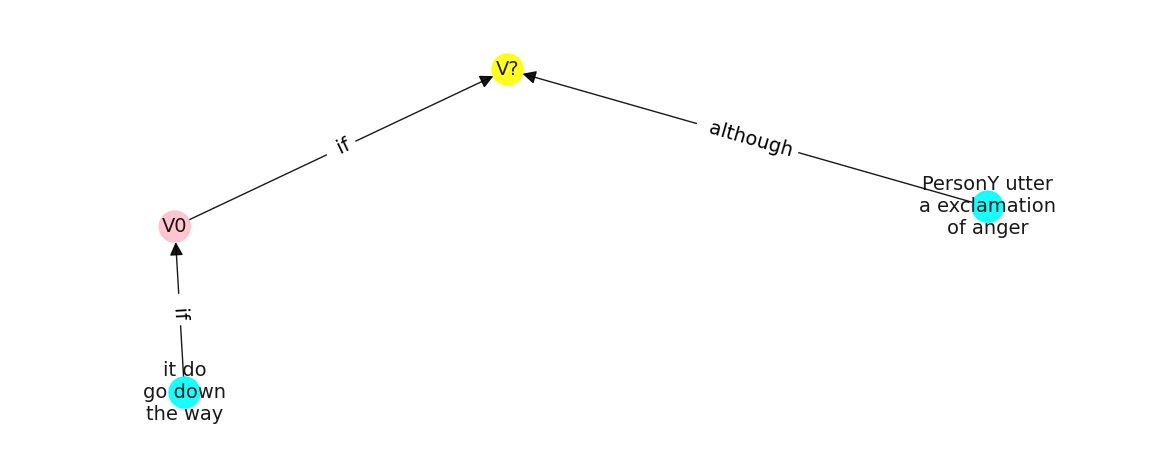 V?
if
although
PersonY utter
a exclamation
of anger
V0
if
it do
go down
the way